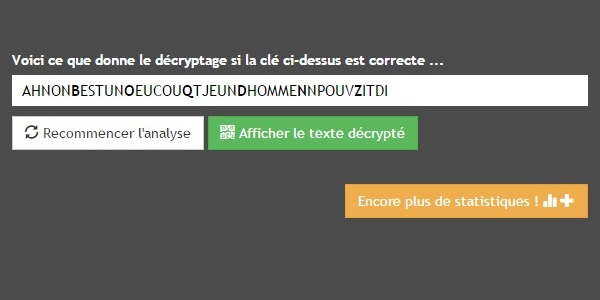 Voici ce que donne le décryptage si la clé ci-dessus est correcte ...
AHNONBESTUNOEUCOUQTJEUNDHOMMENNPOUVZITDI
Recommencer l'analyse
Afficher le texte décrypté
Encore plus de statistiques !